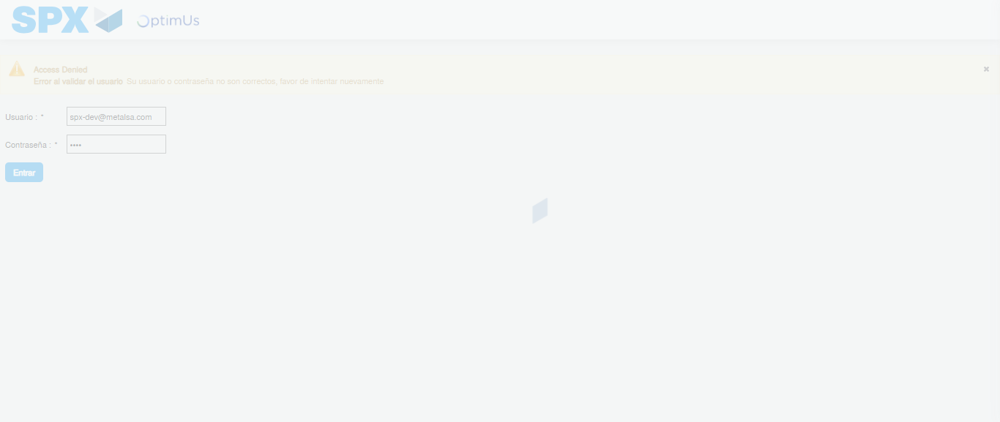 SPX OptimUs
Access Denied
Error al validar el usuario Su usuario o contraseña no son correctos, favor de intentar nuevamente
Usuario : * spx-dev@metalsa.com
Contraseña : * ••••
Entrar